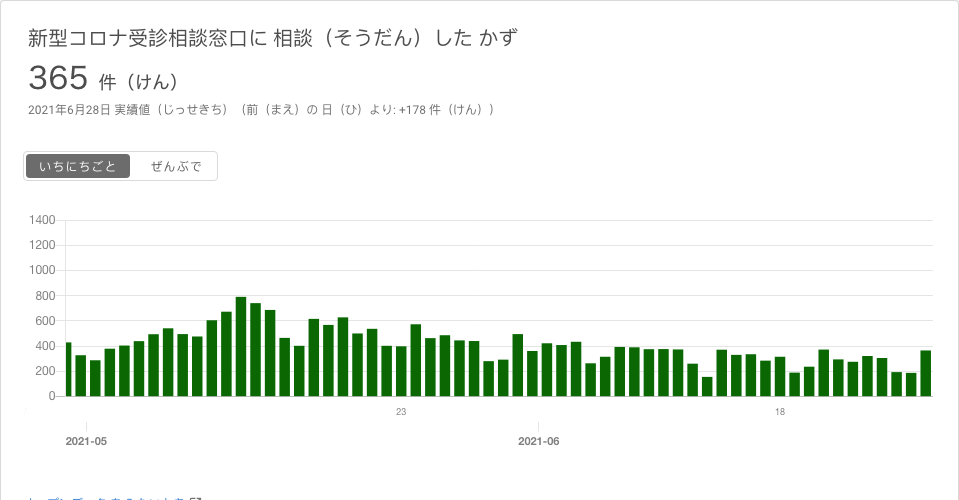 新型コロナ受診相談窓口に 相談（そうだん）した かず
365 件（けん）
2021年6月28日 実績値（じっせきち）（前（まえ）の 日（ひ）より: +178 件（けん））
いちにちごと ぜんぶで
1400
1200
1000
800
600
400
200
0
23 18
2021-05 2021-06